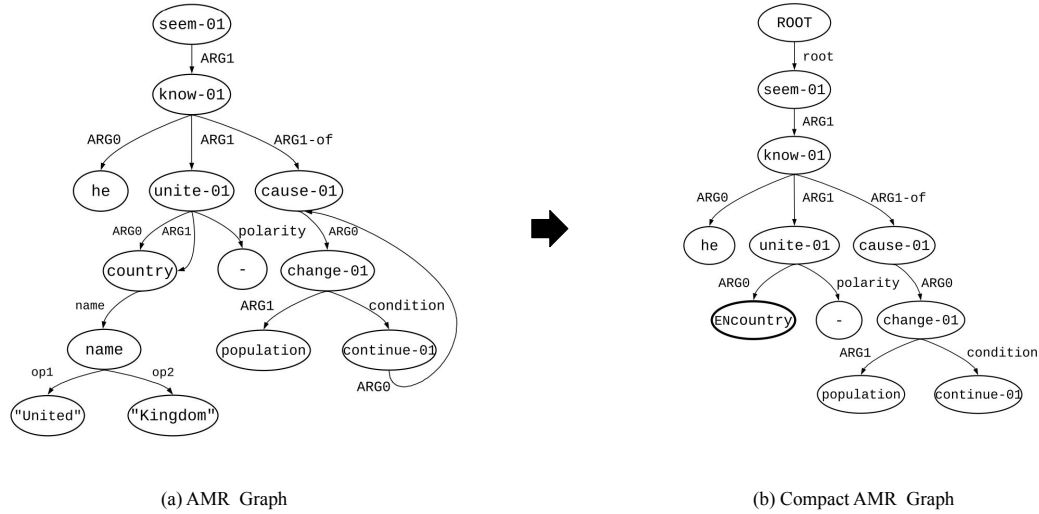 seem-01
ARG1
know-01
ARG0 ARG1 ARG1-of
he unite-01 cause-01
ARG0 ARG1 polarity ARG0
country - change-01
name ARG1 condition
name population continue-01
op1 op2 ARG0
"United" "Kingdom"
(a) AMR Graph
ROOT
root
seem-01
ARG1
know-01
ARG0 ARG1 ARG1-of
he unite-01 cause-01
ARG0 polarity ARG0
ENcountry - change-01
ARG1 condition
population continue-01
(b) Compact AMR Graph